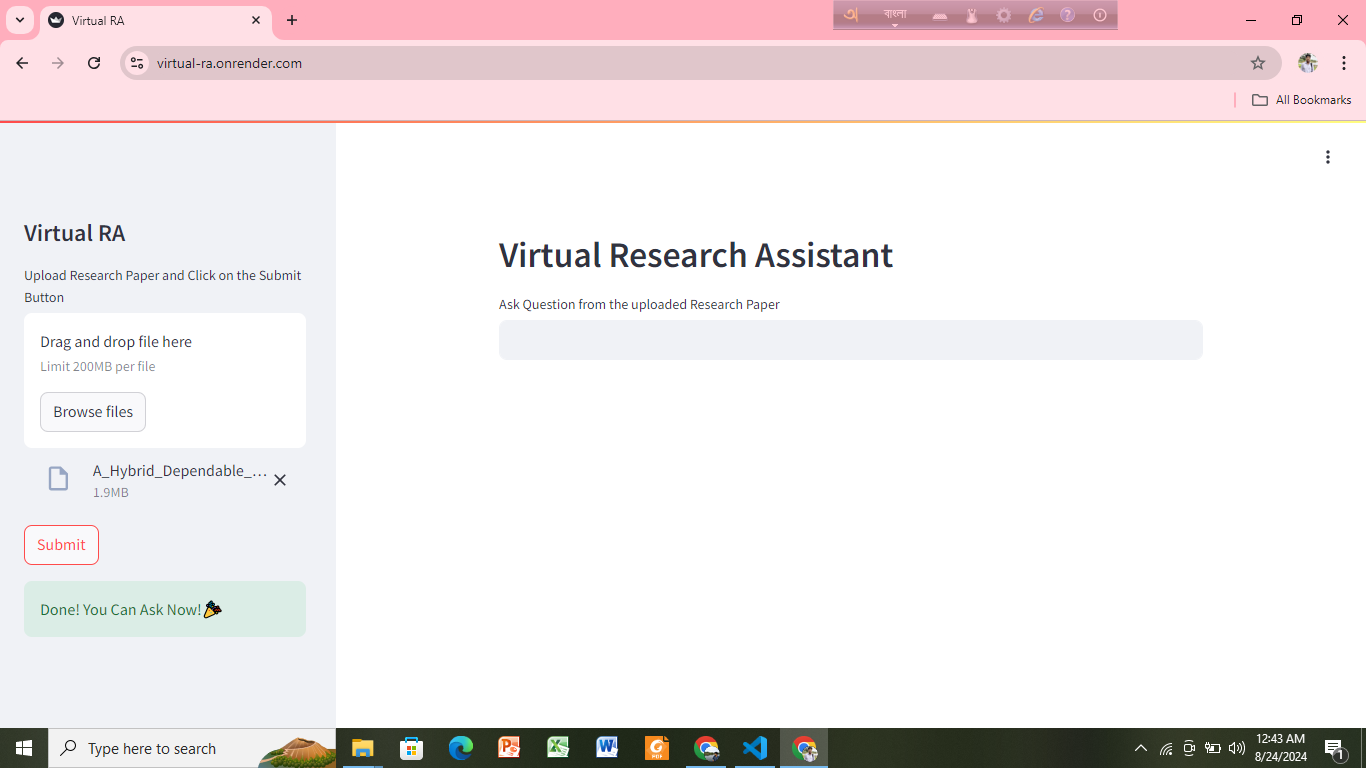 Virtual RA
অ
বাংলা
virtual-ra.onrender.com
All Bookmarks
Virtual RA
Upload Research Paper and Click on the Submit
Button
Drag and drop file here
Limit 200MB per file
Browse files
A_Hybrid_Dependable_...
1.9MB
Submit
Done! You Can Ask Now!
Virtual Research Assistant
Ask Question from the uploaded Research Paper
Type here to search
12:43 AM
8/24/2024
1